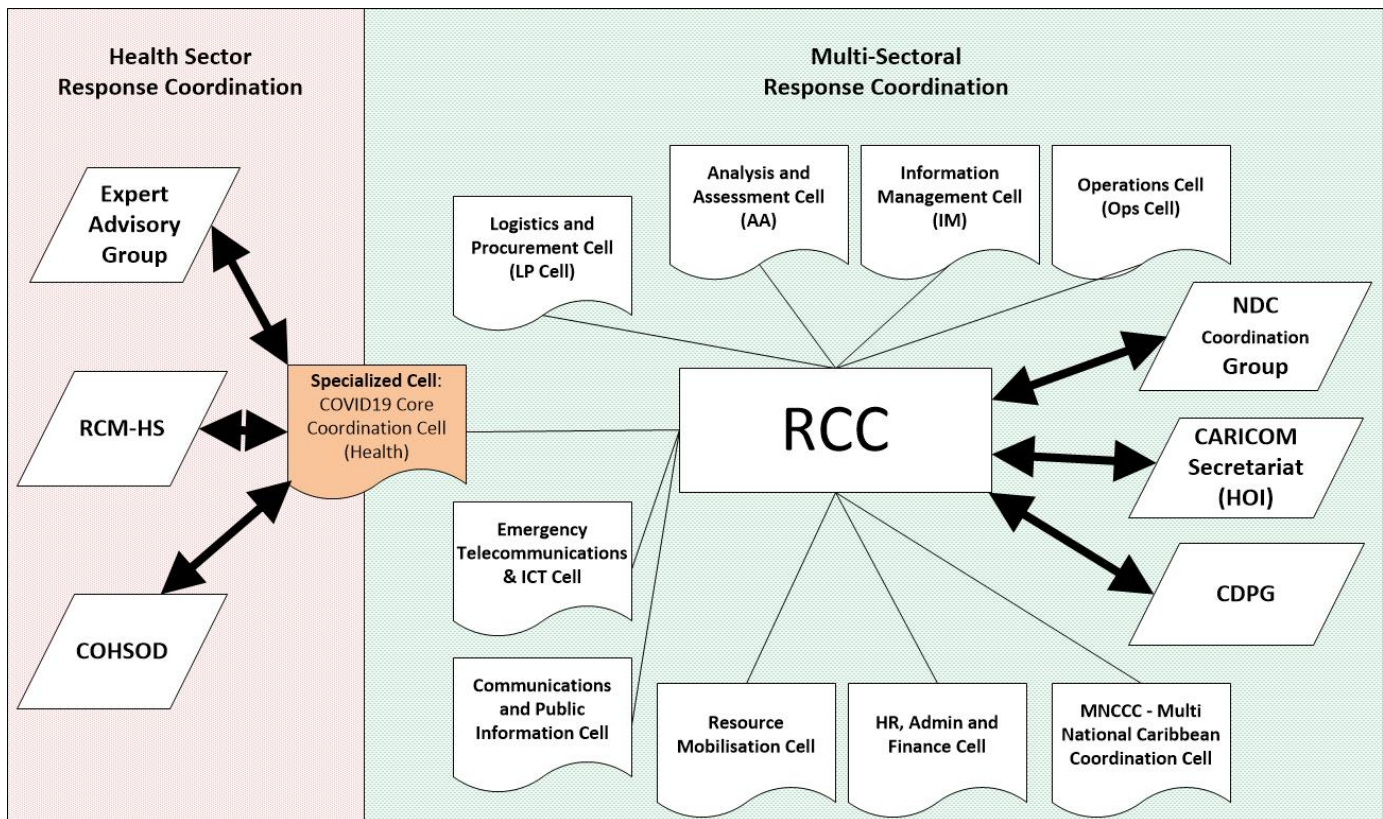 Health Sector
Response Coordination
Multi-Sectoral
Response Coordination
Expert
Advisory
Group
RCM-HS
COHSOD
Specialized Cell:
COVID19 Core
Coordination Cell
(Health)
Logistics and
Procurement Cell
(LP Cell)
Analysis and
Assessment Cell
(AA)
Information
Management Cell
(IM)
Operations Cell
(Ops Cell)
RCC
NDC
Coordination
Group
CARICOM
Secretariat
(HOI)
CDPG
Emergency
Telecommunications
& ICT Cell
Communications
and Public
Information Cell
Resource
Mobilisation Cell
HR, Admin and
Finance Cell
MNCCC - Multi
National Caribbean
Coordination Cell